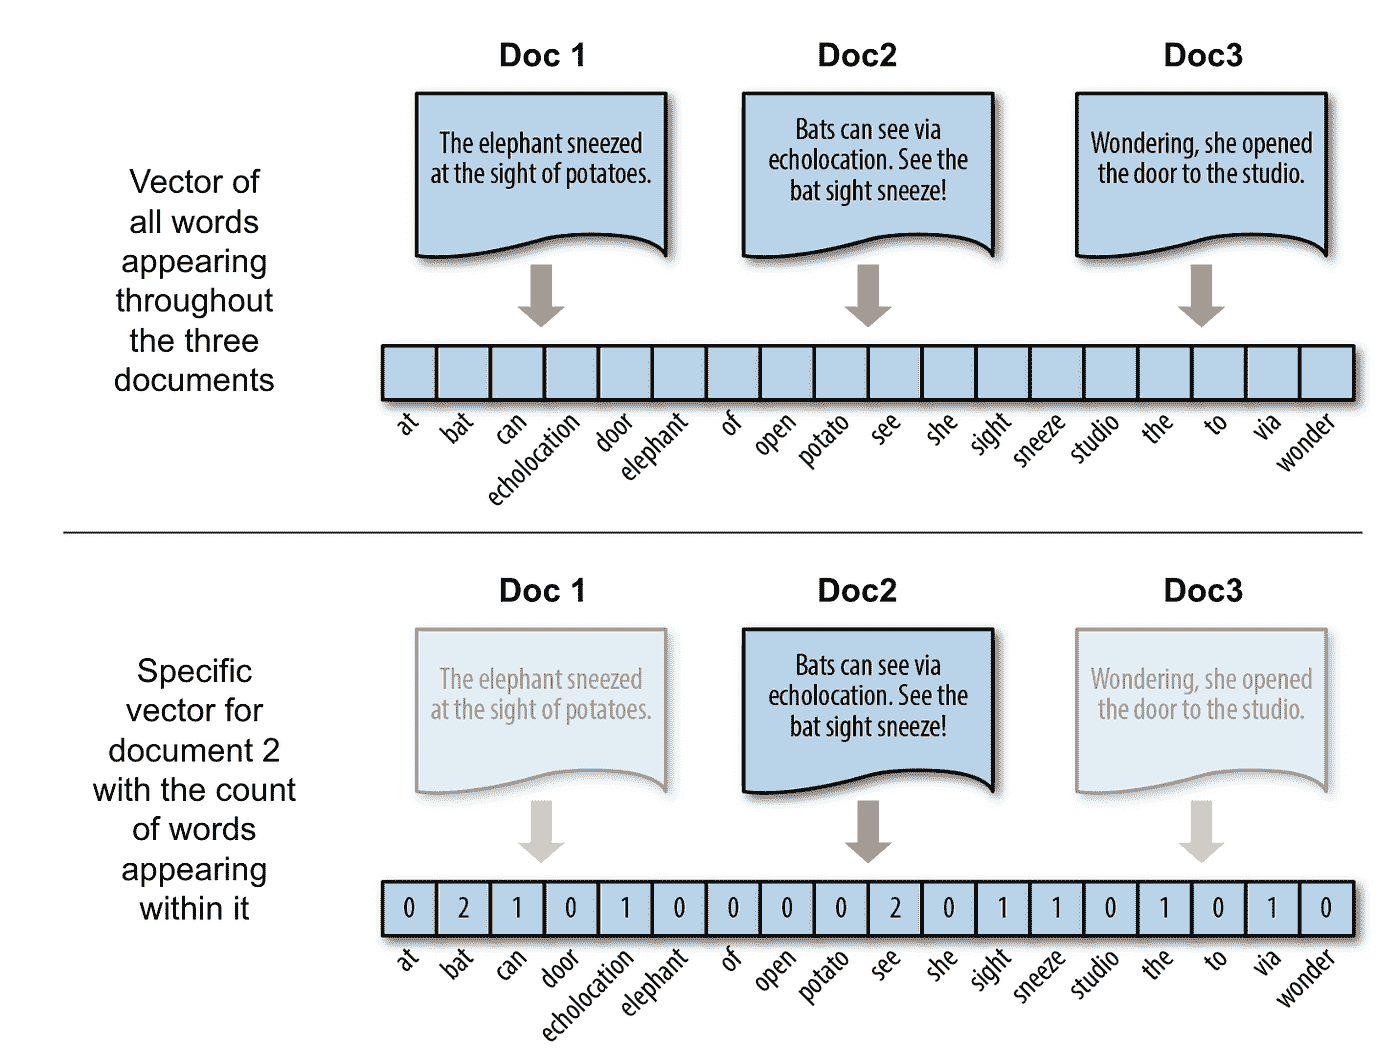 Doc 1
Doc2
Doc3
Vector of
all words
appearing
throughout
the three
documents
The elephant sneezed
at the sight of potatoes.
Bats can see via
echolocation. See the
bat sight sneeze!
Wondering, she opened
the door to the studio.
at bat can echolocation door elephant of open potato see she sight sneeze studio the to via wonder
Doc 1
Doc2
Doc3
Specific
vector for
document 2
with the count
of words
appearing
within it
The elephant sneezed
at the sight of potatoes.
Bats can see via
echolocation. See the
bat sight sneeze!
Wondering, she opened
the door to the studio.
0 2 1 0 1 0 0 0 0 2 0 1 1 0 1 0 1 0
at bat can door echolocation elephant of open potato see she sight sneeze studio the to via wonder